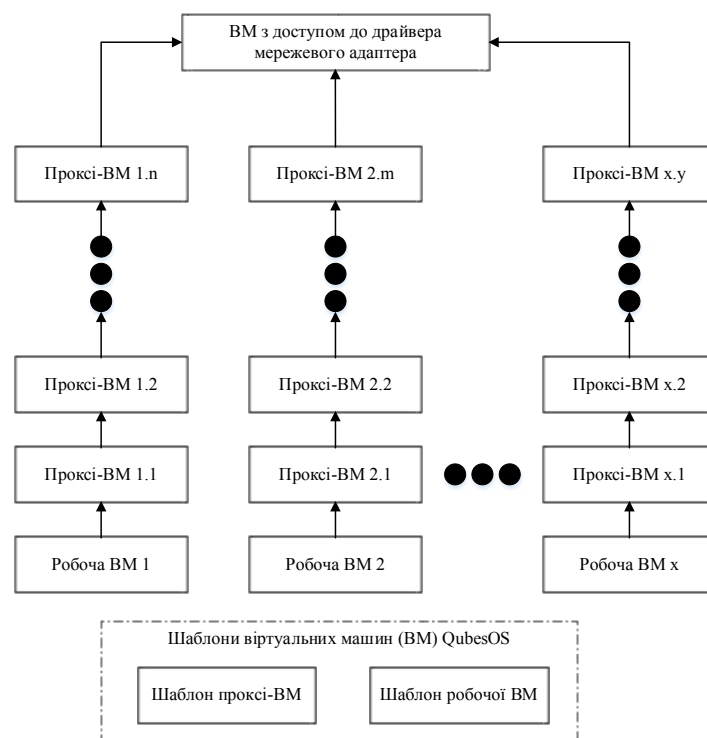 ВМ з доступом до драйвера
мережевого адаптера
Проксі-ВМ 1.n
Проксі-ВМ 2.m
Проксі-ВМ x.y
Проксі-ВМ 1.2
Проксі-ВМ 2.2
Проксі-ВМ x.2
Проксі-ВМ 1.1
Проксі-ВМ 2.1
Проксі-ВМ x.1
Робоча ВМ 1
Робоча ВМ 2
Робоча ВМ x
Шаблони віртуальних машин (ВМ) QubesOS
Шаблон проксі-ВМ
Шаблон робочої ВМ